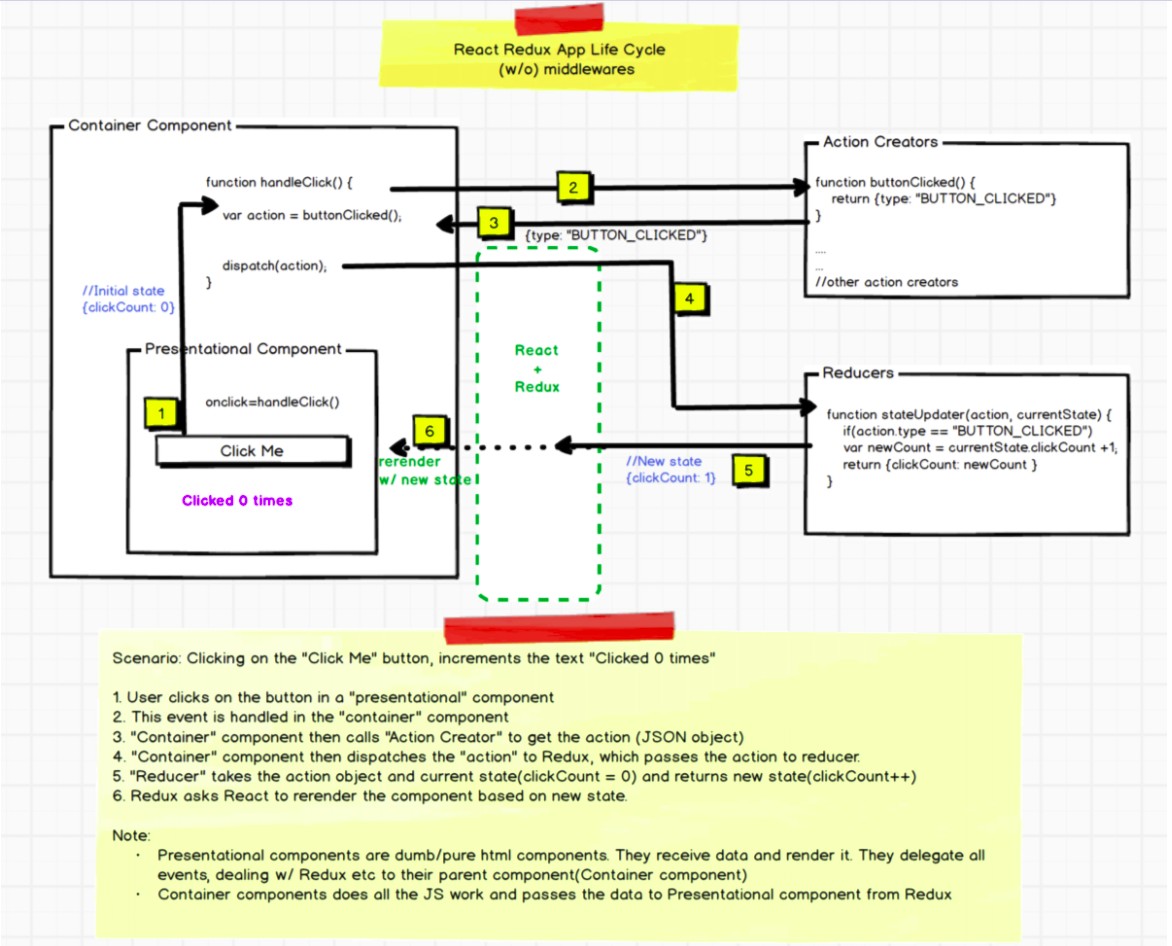 React Redux App Life Cycle
(w/o) middlewares
Container Component
function handleClick() {
var action = buttonClicked();
dispatch(action);
}
//Initial state
{clickCount: 0}
Presentational Component
1
onclick=handleClick()
Click Me
Clicked 0 times
2
3
{type: "BUTTON_CLICKED"}
Action Creators
function buttonClicked() {
return {type: "BUTTON_CLICKED"}
}
....
...
//other action creators
4
React
+
Redux
6
rerender
w/ new state
//New state
{clickCount: 1}
5
Reducers
function stateUpdater(action, currentState) {
if(action.type == "BUTTON_CLICKED")
var newCount = currentState.clickCount +1;
return {clickCount: newCount }
}
Scenario: Clicking on the "Click Me" button, increments the text "Clicked 0 times"
1. User clicks on the button in a "presentational" component
2. This event is handled in the "container" component
3. "Container" component then calls "Action Creator" to get the action (JSON object)
4. "Container" component then dispatches the "action" to Redux, which passes the action to reducer.
5. "Reducer" takes the action object and current state(clickCount = 0) and returns new state(clickCount++)
6. Redux asks React to rerender the component based on new state.
Note:
· Presentational components are dumb/pure html components. They receive data and render it. They delegate all
events, dealing w/ Redux etc to their parent component(Container component)
· Container components does all the JS work and passes the data to Presentational component from Redux